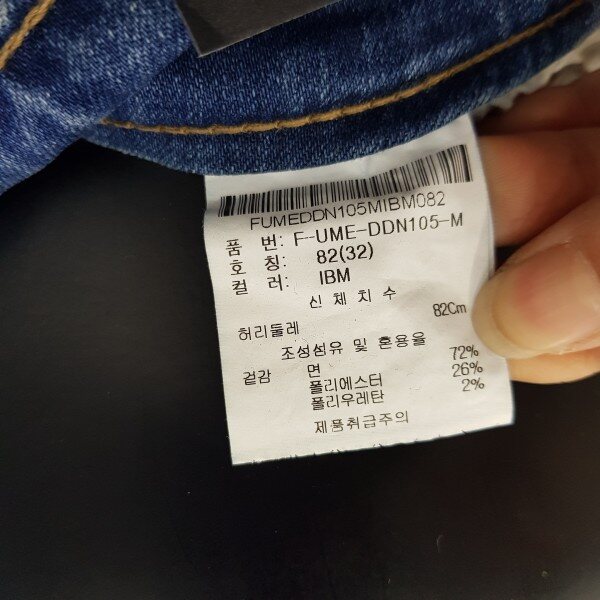 FUMEDDN105MIBM082
품 번: F-UME-DDN105-M
호 칭: 82(32)
컬 러: IBM
신 체 치 수
허리둘레 82Cm
조성섬유 및 혼용율
겉감 면 72%
폴리에스터 26%
폴리우레탄 2%
제품취급주의